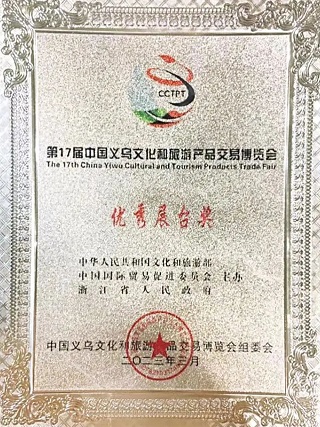 CCTPT
第17届中国义乌文化和旅游产品交易博览会
The 17th China Yiwu Cultural and Tourism Products Trade Fair
优秀展台奖
中华人民共和国文化和旅游部
中国国际贸易促进委员会 主办
浙江省人民政府
中国义乌文化和旅游产品交易博览会组委会
二〇二三年三月